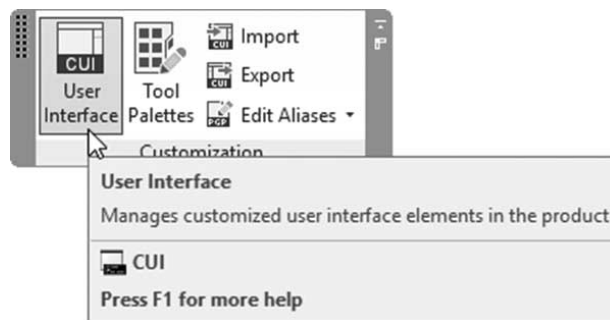 CUI
User
Interface
Tool
Palettes
CUI Import
CUI Export
PGP Edit Aliases
Customization
User Interface
Manages customized user interface elements in the product
CUI
Press F1 for more help